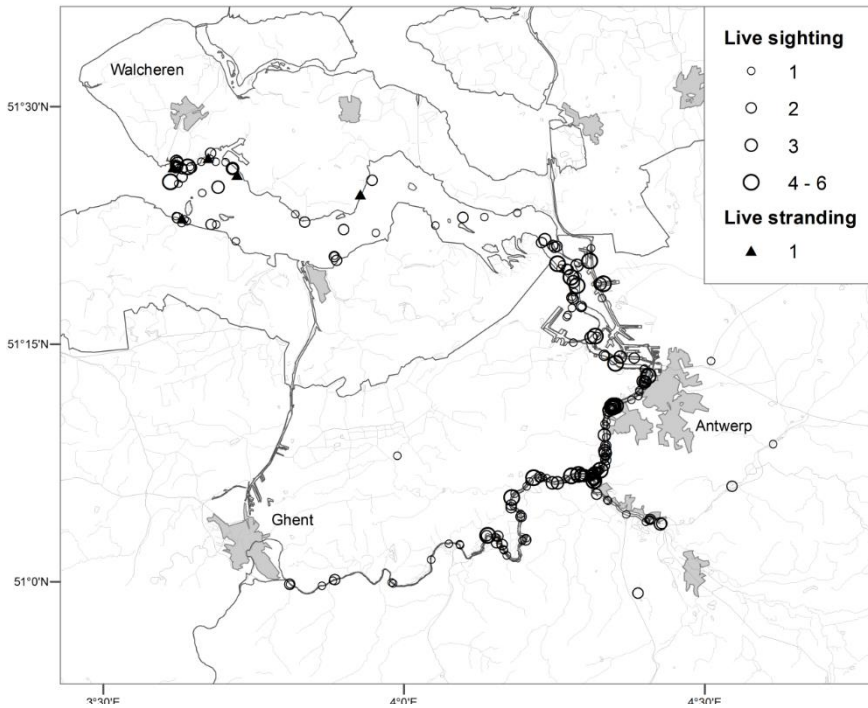 Walcheren
51°30'N
51°15'N
51°0'N
Antwerp
Ghent
Live sighting
1
2
3
4 - 6
Live stranding
1
3°30'E
4°0'E
4°30'E